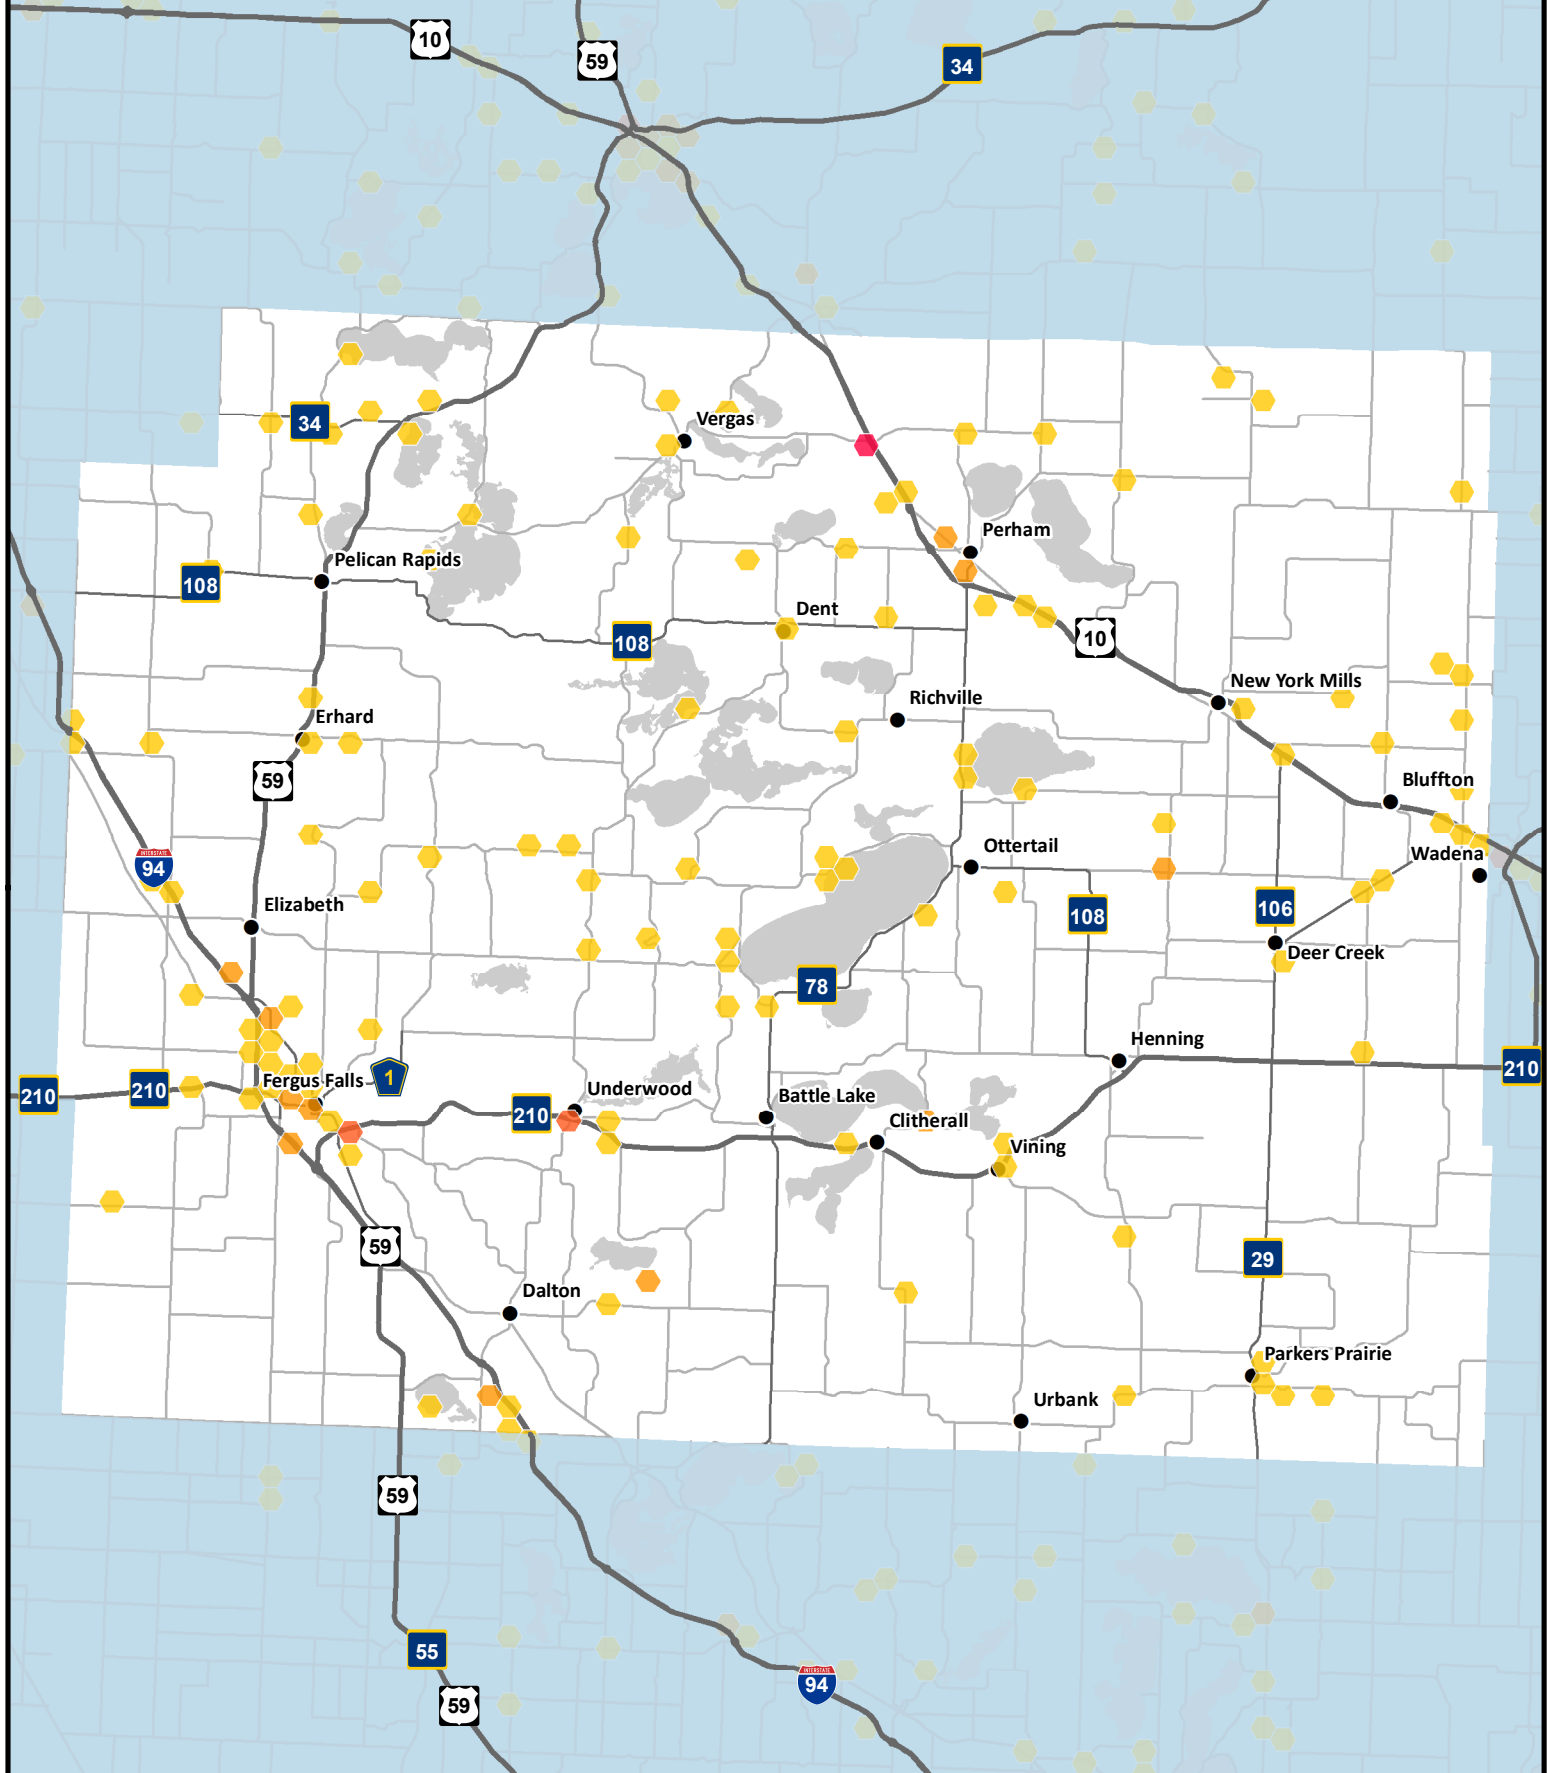 10
59
34
Vergas
34
Perham
Pelican Rapids
108
Dent
108
10
New York Mills
Richville
Erhard
59
Bluffton
Ottertail
INTERSTATE
94
Wadena
Elizabeth
106
108
Deer Creek
78
Henning
210
Fergus Falls
1
210
210
Underwood
Battle Lake
210
Clitherall
Vining
59
29
Dalton
Parkers Prairie
Urbank
59
55
INTERSTATE
94
59